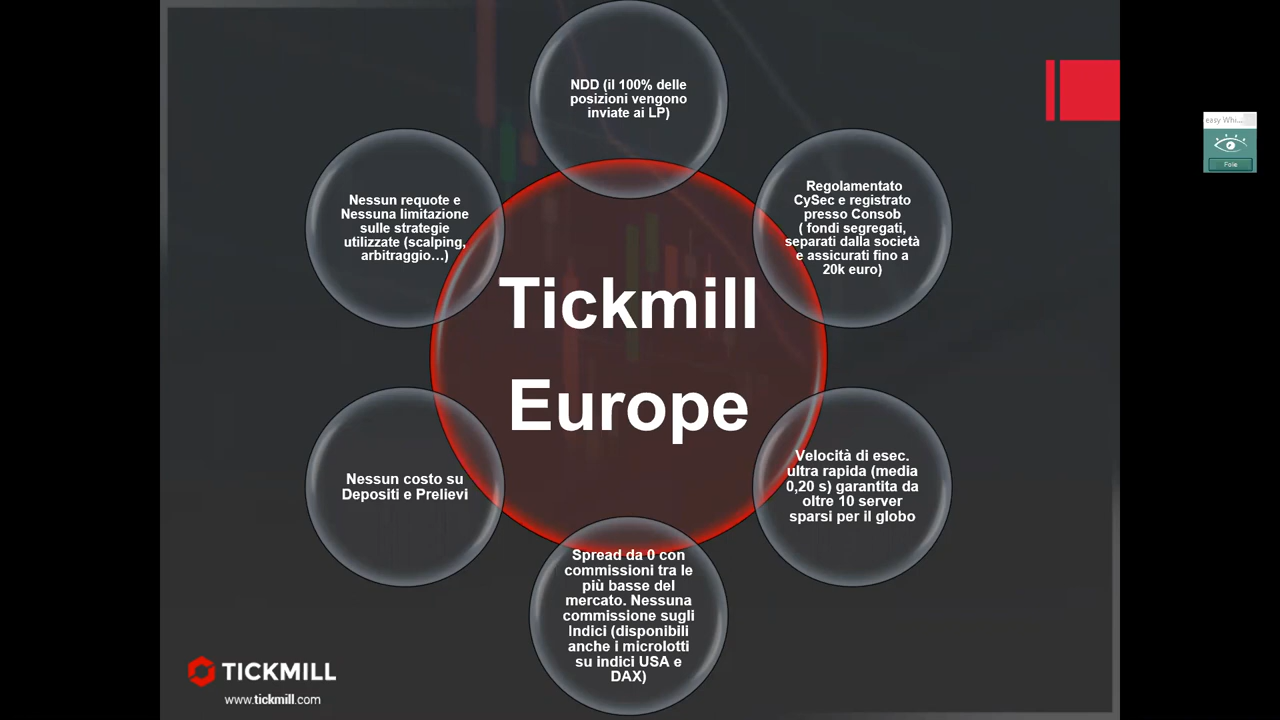 NDD (il 100% delle
posizioni vengono
inviate ai LP)
Regolamentato
CySec e registrato
presso Consob
( fondi segregati,
separati dalla società
e assicurati fino a
20k euro)
Velocità di esec.
ultra rapida (media
0,20 s) garantita da
oltre 10 server
sparsi per il globo
Spread da 0 con
commissioni tra le
più basse del
mercato. Nessuna
commissione sugli
Indici (disponibili
anche i microlotti
su indici USA e
DAX)
Nessun costo su
Depositi e Prelievi
Nessun requote e
Nessuna limitazione
sulle strategie
utilizzate (scalping,
arbitraggio…)
Tickmill
Europe
TICKMILL
www.tickmill.com
easy Whi...
Fole